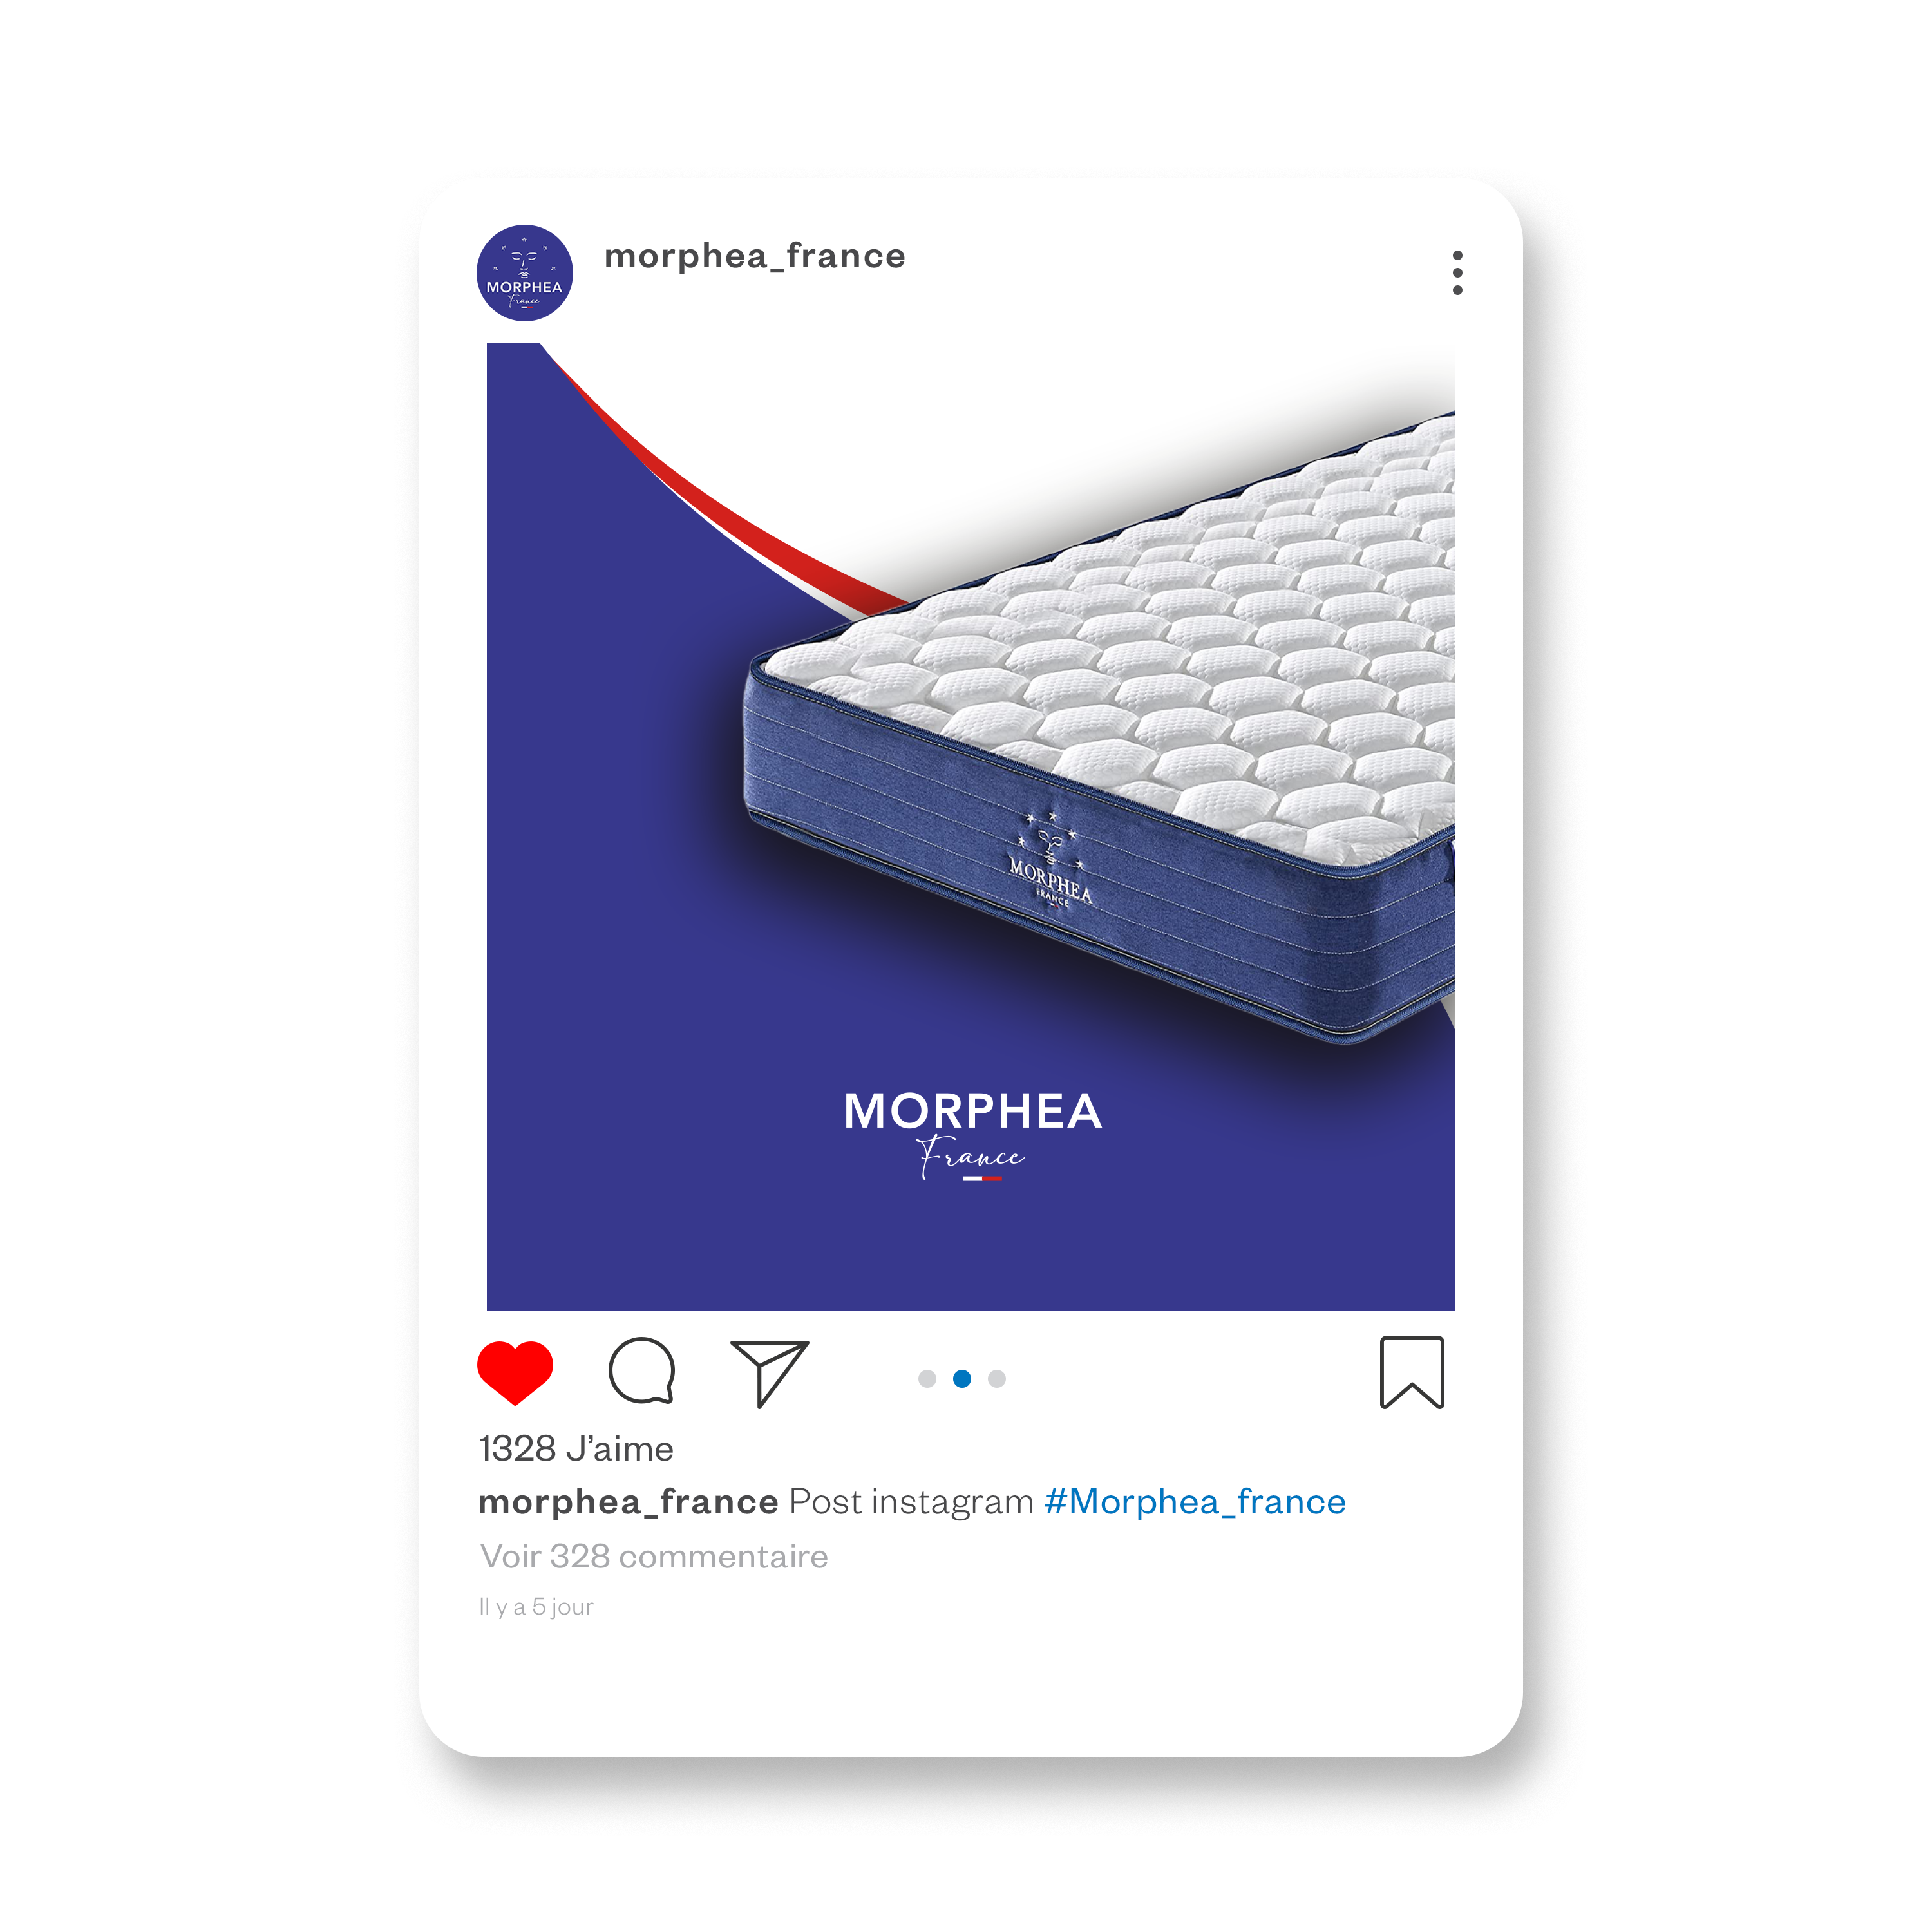 morphea_france
MORPHEA
France
MORPHEA
FRANCE
MORPHEA
France
1328 J’aime
morphea_france Post instagram #Morphea_france
Voir 328 commentaire
Il y a 5 jour